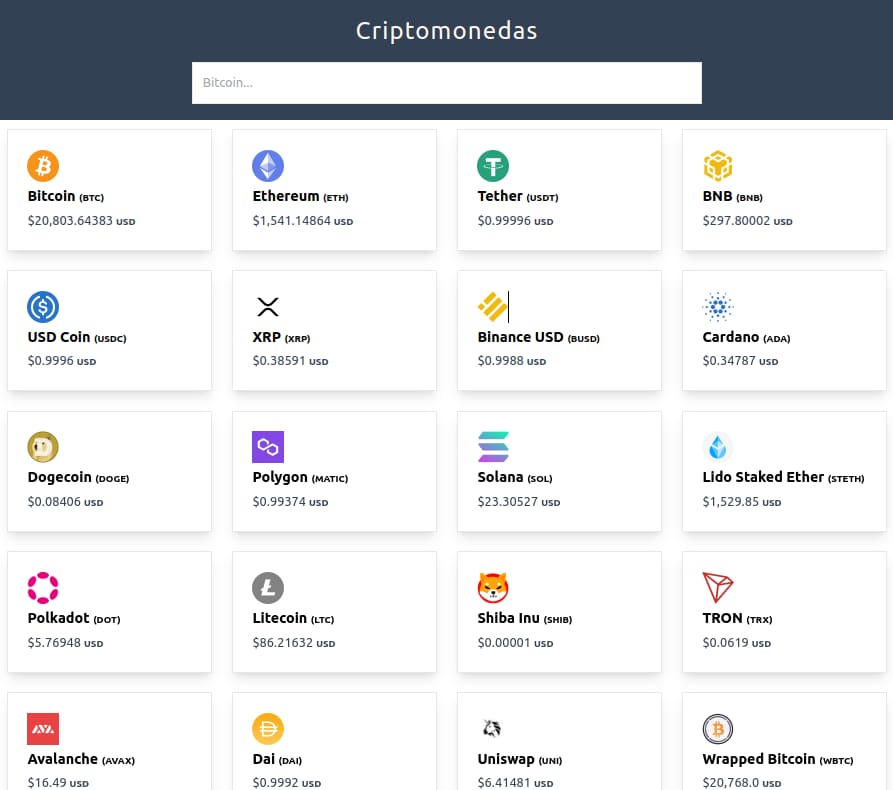 Criptomonedas
Bitcoin...
Bitcoin (BTC)
$20,803.64383 USD
Ethereum (ETH)
$1,541.14864 USD
Tether (USDT)
$0.99996 USD
BNB (BNB)
$297.80002 USD
USD Coin (USDC)
$0.9996 USD
XRP (XRP)
$0.38591 USD
Binance USD (BUSD)
$0.9988 USD
Cardano (ADA)
$0.34787 USD
Dogecoin (DOGE)
$0.08406 USD
Polygon (MATIC)
$0.99374 USD
Solana (SOL)
$23.30527 USD
Lido Staked Ether (STETH)
$1,529.85 USD
Polkadot (DOT)
$5.76948 USD
Litecoin (LTC)
$86.21632 USD
Shiba Inu (SHIB)
$0.00001 USD
TRON (TRX)
$0.0619 USD
Avalanche (AVAX)
$16.49 USD
Dai (DAI)
$0.9992 USD
Uniswap (UNI)
$6.41481 USD
Wrapped Bitcoin (WBTC)
$20,768.0 USD